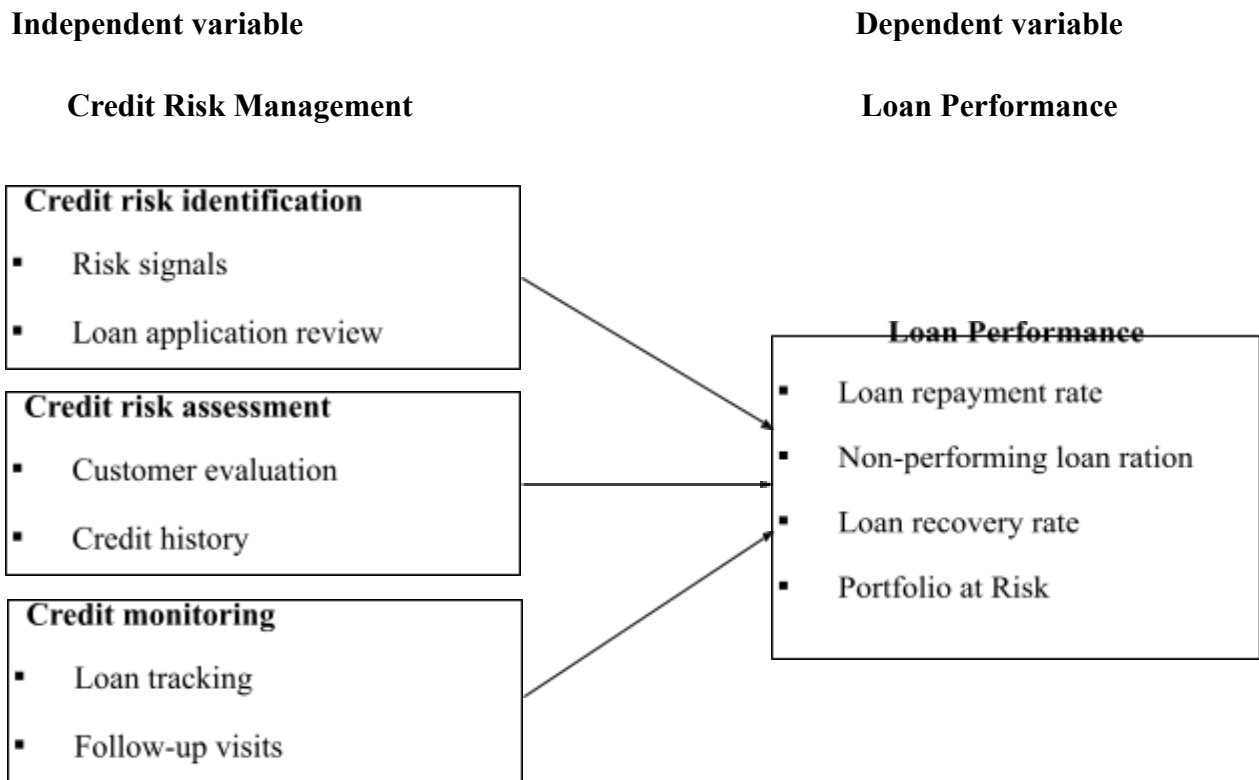 Independent variable
Dependent variable
Credit Risk Management
Loan Performance
Credit risk identification
▪ Risk signals
▪ Loan application review
Credit risk assessment
▪ Customer evaluation
▪ Credit history
Credit monitoring
▪ Loan tracking
▪ Follow-up visits
Loan Performance
▪ Loan repayment rate
▪ Non-performing loan ration
▪ Loan recovery rate
▪ Portfolio at Risk